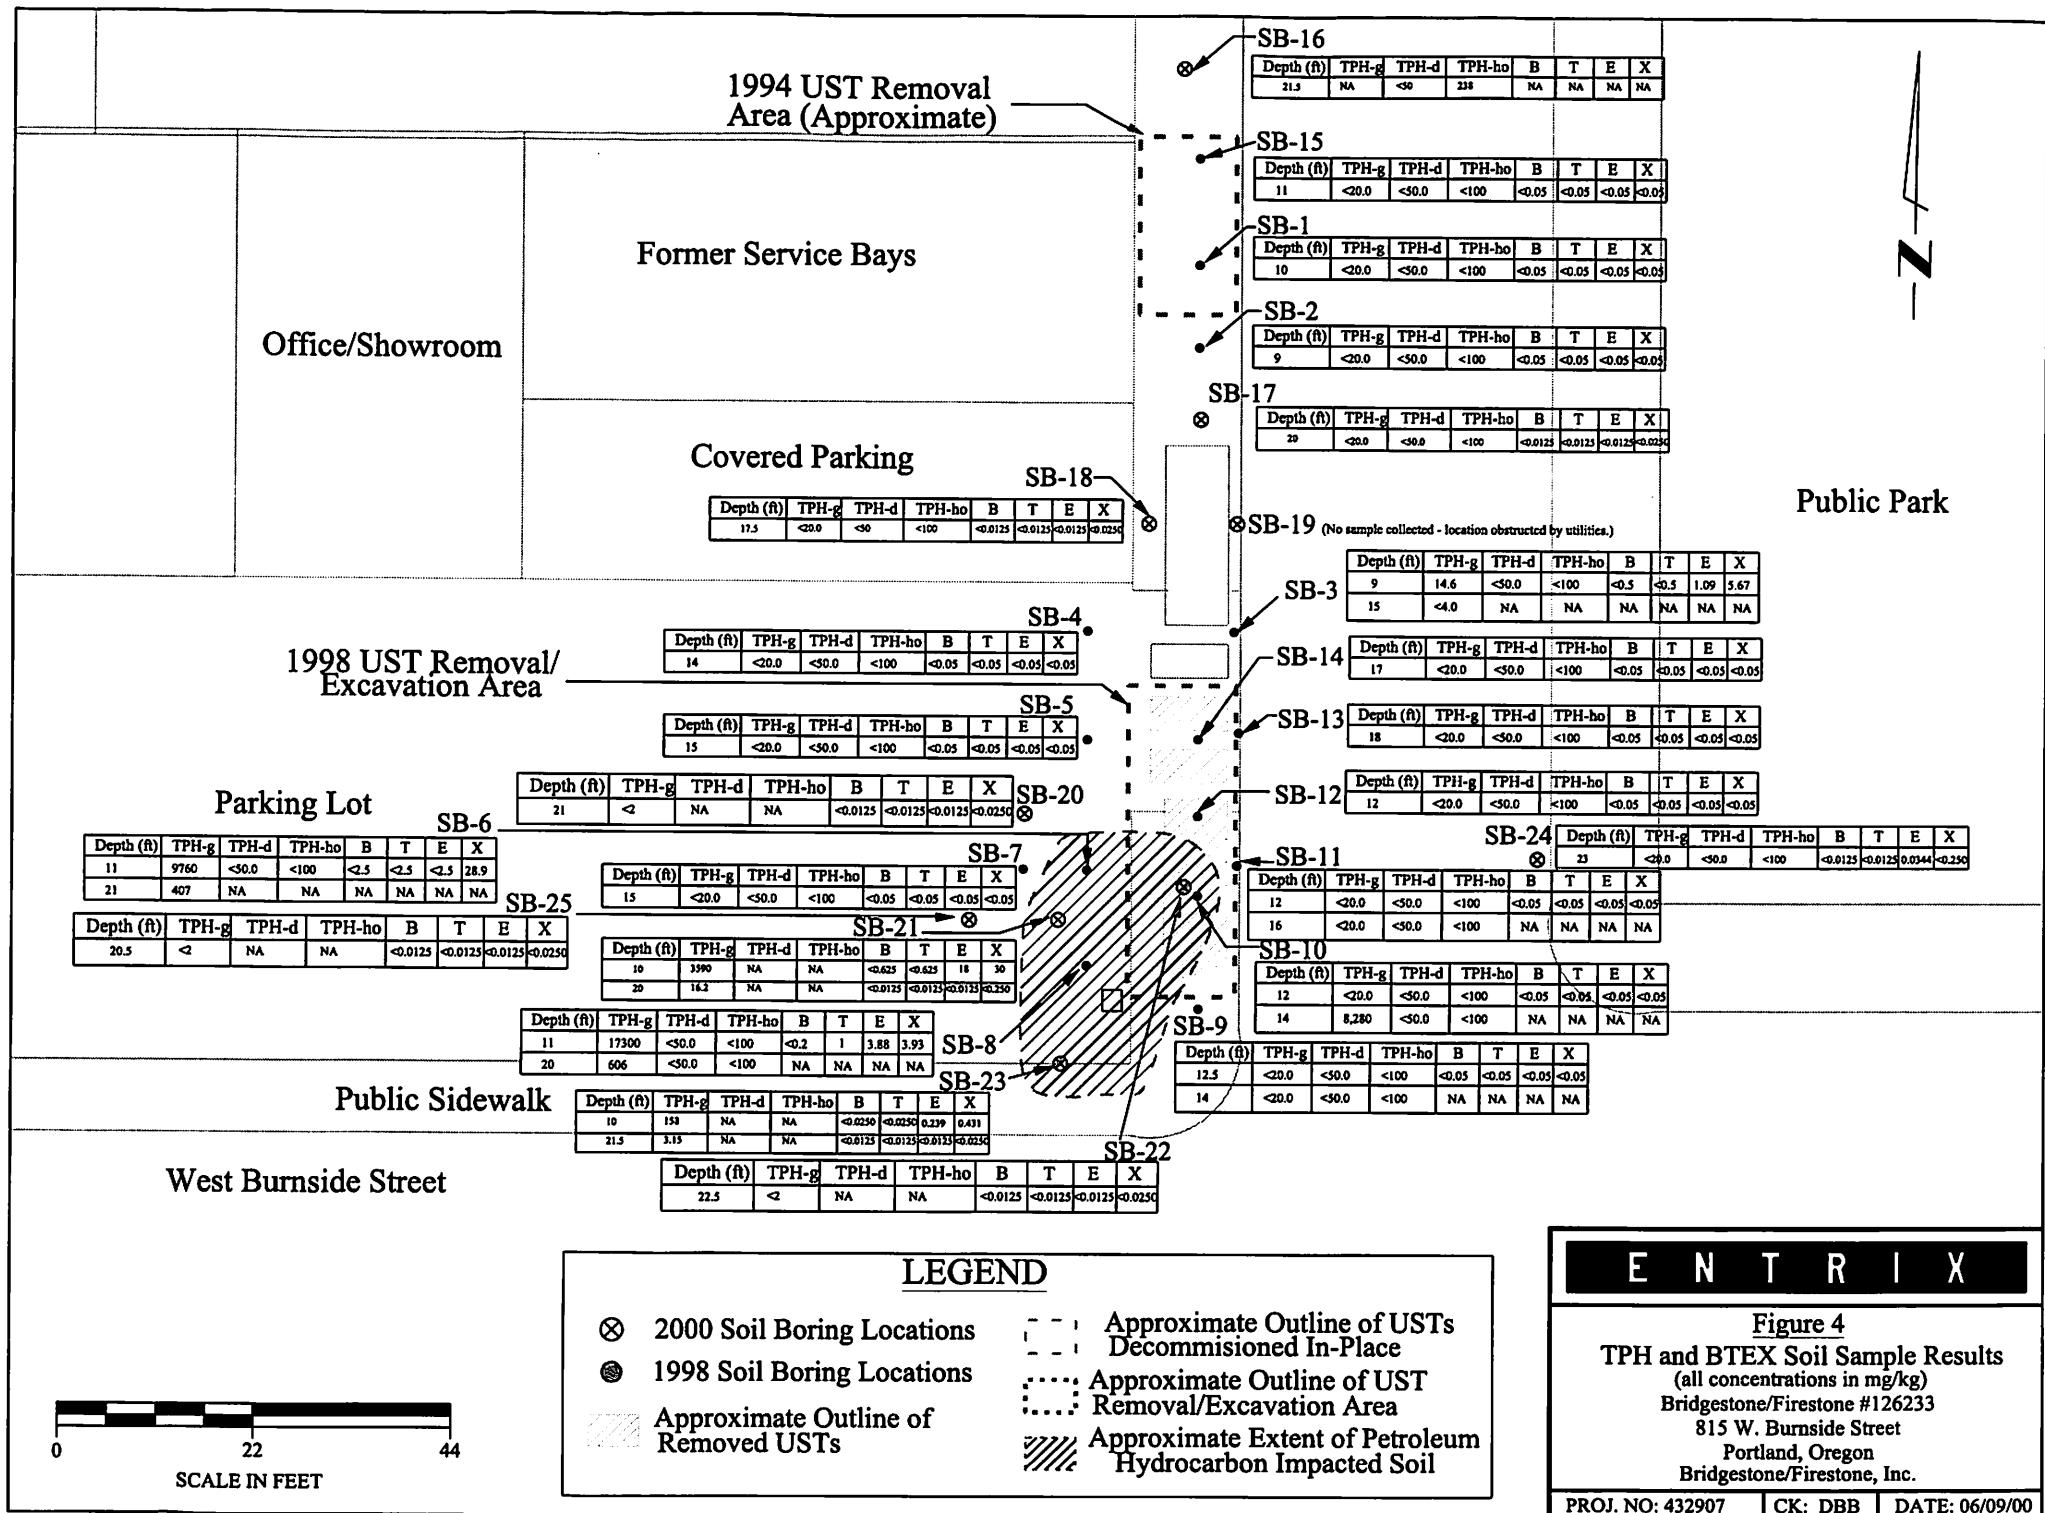 SB-16
Depth (ft) TPH-g TPH-d TPH-ho B T E X
21.5 NA <50 238 NA NA NA NA
1994 UST Removal
Area (Approximate)
SB-15
Depth (ft) TPH-g TPH-d TPH-ho B T E X
11 <20.0 <50.0 <100 <0.05 <0.05 <0.05 <0.05
SB-1
Depth (ft) TPH-g TPH-d TPH-ho B T E X
10 <20.0 <50.0 <100 <0.05 <0.05 <0.05 <0.05
Former Service Bays
N
SB-2
Depth (ft) TPH-g TPH-d TPH-ho B T E X
9 <20.0 <50.0 <100 <0.05 <0.05 <0.05 <0.05
Office/Showroom
SB-17
Depth (ft) TPH-g TPH-d TPH-ho B T E X
20 <20.0 <50.0 <100 <0.0125 <0.0125 <0.0125 <0.0250
Covered Parking
SB-18
Depth (ft) TPH-g TPH-d TPH-ho B T E X
17.5 <20.0 <50 <100 <0.0125 <0.0125 <0.0125 <0.0250
Public Park
SB-19 (No sample collected - location obstructed by utilities.)
SB-3
Depth (ft) TPH-g TPH-d TPH-ho B T E X
9 14.6 <50.0 <100 <0.5 <0.5 1.09 5.67
15 <4.0 NA NA NA NA NA NA
SB-4
Depth (ft) TPH-g TPH-d TPH-ho B T E X
14 <20.0 <50.0 <100 <0.05 <0.05 <0.05 <0.05
SB-14
Depth (ft) TPH-g TPH-d TPH-ho B T E X
17 <20.0 <50.0 <100 <0.05 <0.05 <0.05 <0.05
1998 UST Removal/
Excavation Area
SB-5
Depth (ft) TPH-g TPH-d TPH-ho B T E X
15 <20.0 <50.0 <100 <0.05 <0.05 <0.05 <0.05
SB-13
Depth (ft) TPH-g TPH-d TPH-ho B T E X
18 <20.0 <50.0 <100 <0.05 <0.05 <0.05 <0.05
SB-20
Depth (ft) TPH-g TPH-d TPH-ho B T E X
21 <2 NA NA <0.0125 <0.0125 <0.0125 <0.0250
SB-12
Depth (ft) TPH-g TPH-d TPH-ho B T E X
12 <20.0 <50.0 <100 <0.05 <0.05 <0.05 <0.05
Parking Lot
SB-6
Depth (ft) TPH-g TPH-d TPH-ho B T E X
11 9760 <50.0 <100 <2.5 <2.5 <2.5 28.9
21 407 NA NA NA NA NA NA
SB-24
Depth (ft) TPH-g TPH-d TPH-ho B T E X
23 <20.0 <50.0 <100 <0.0125 <0.0125 0.0344 <0.250
SB-7
Depth (ft) TPH-g TPH-d TPH-ho B T E X
15 <20.0 <50.0 <100 <0.05 <0.05 <0.05 <0.05
SB-11
Depth (ft) TPH-g TPH-d TPH-ho B T E X
12 <20.0 <50.0 <100 <0.05 <0.05 <0.05 <0.05
16 <20.0 <50.0 <100 NA NA NA NA
SB-25
Depth (ft) TPH-g TPH-d TPH-ho B T E X
20.5 <2 NA NA <0.0125 <0.0125 <0.0125 <0.0250
SB-21
Depth (ft) TPH-g TPH-d TPH-ho B T E X
10 3590 NA NA <0.625 <0.625 18 30
20 16.2 NA NA <0.0125 <0.0125 <0.0125 <0.250
SB-10
Depth (ft) TPH-g TPH-d TPH-ho B T E X
12 <20.0 <50.0 <100 <0.05 <0.05 <0.05 <0.05
14 8,280 <50.0 <100 NA NA NA NA
SB-8
Depth (ft) TPH-g TPH-d TPH-ho B T E X
11 17300 <50.0 <100 <0.2 1 3.88 3.93
20 606 <50.0 <100 NA NA NA NA
SB-9
Depth (ft) TPH-g TPH-d TPH-ho B T E X
12.5 <20.0 <50.0 <100 <0.05 <0.05 <0.05 <0.05
14 <20.0 <50.0 <100 NA NA NA NA
SB-23
Depth (ft) TPH-g TPH-d TPH-ho B T E X
10 153 NA NA <0.0250 <0.0250 0.239 0.431
21.5 3.15 NA NA <0.0125 <0.0125 <0.0125 <0.0250
Public Sidewalk
SB-22
Depth (ft) TPH-g TPH-d TPH-ho B T E X
22.5 <2 NA NA <0.0125 <0.0125 <0.0125 <0.0250
West Burnside Street
LEGEND
2000 Soil Boring Locations
1998 Soil Boring Locations
Approximate Outline of
Removed USTs
Approximate Outline of USTs
Decommisioned In-Place
Approximate Outline of UST
Removal/Excavation Area
Approximate Extent of Petroleum
Hydrocarbon Impacted Soil
0 22 44
SCALE IN FEET
ENTRIX
Figure 4
TPH and BTEX Soil Sample Results
(all concentrations in mg/kg)
Bridgestone/Firestone #126233
815 W. Burnside Street
Portland, Oregon
Bridgestone/Firestone, Inc.
PROJ. NO: 432907 CK: DBB DATE: 06/09/00